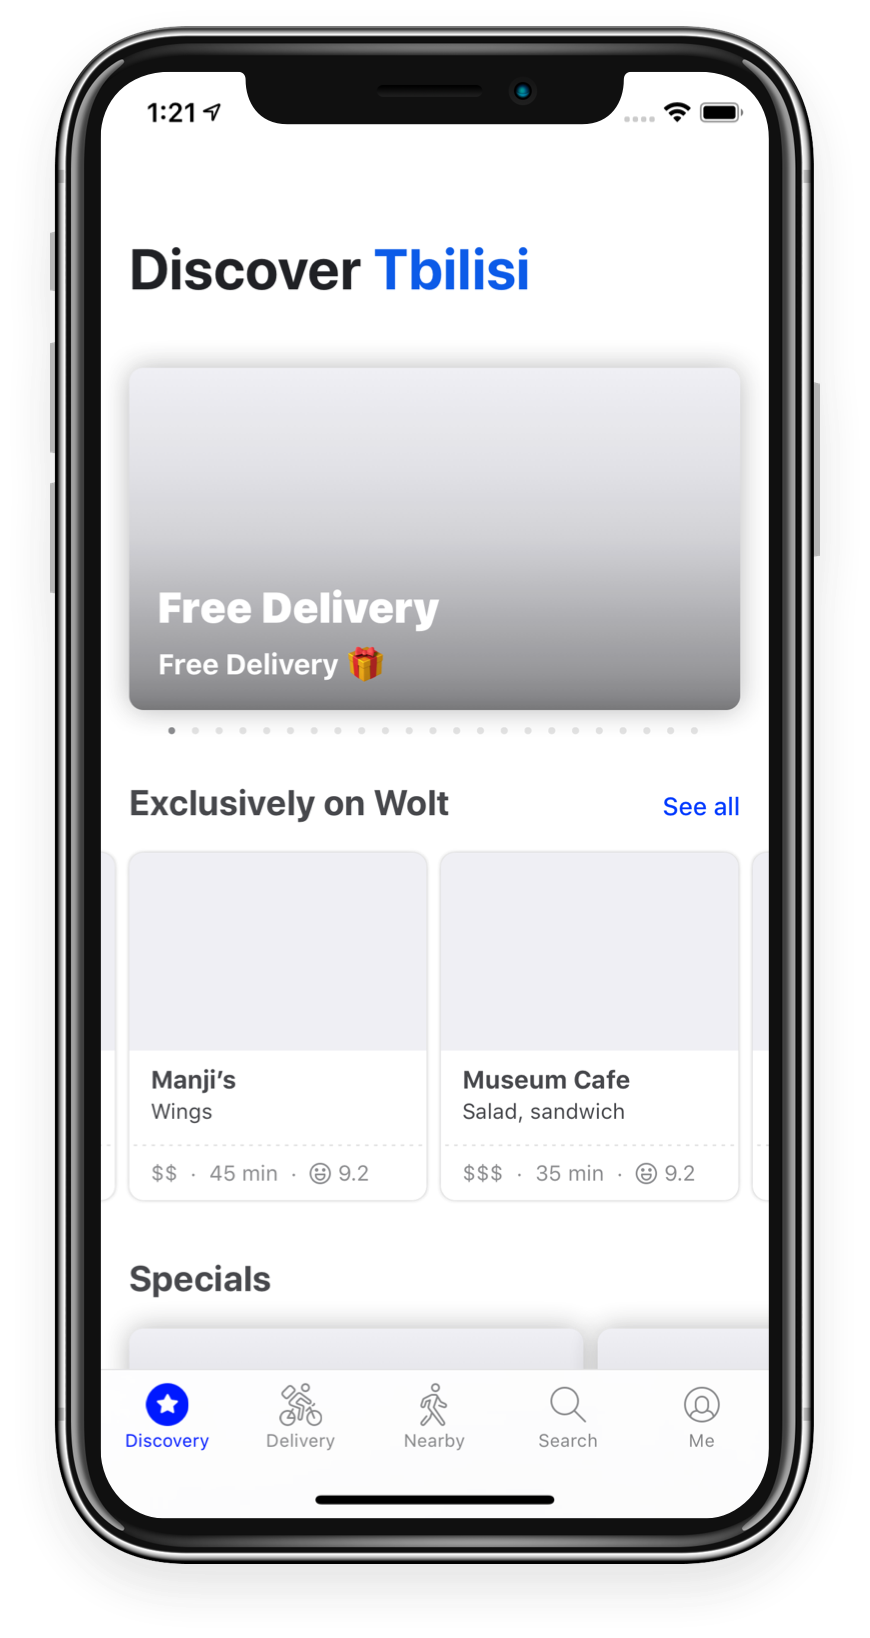 1:21
Discover Tbilisi
Free Delivery
Free Delivery 🎁
Exclusively on Wolt
See all
Manji’s
Wings
$$ · 45 min · 9.2
Museum Cafe
Salad, sandwich
$$$ · 35 min · 9.2
Specials
Discovery
Delivery
Nearby
Search
Me